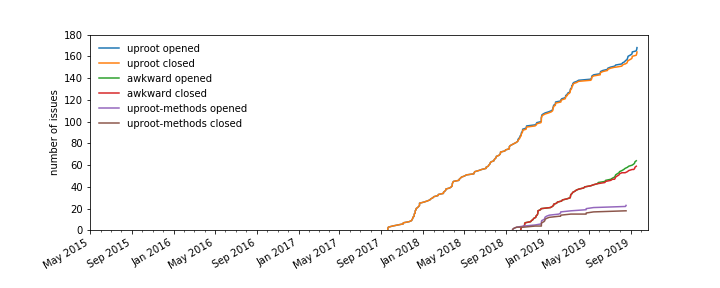 180
160
140
120
100
80
60
40
20
0
number of issues
uproot opened
uproot closed
awkward opened
awkward closed
uproot-methods opened
uproot-methods closed
May 2015
Sep 2015
Jan 2016
May 2016
Sep 2016
Jan 2017
May 2017
Sep 2017
Jan 2018
May 2018
Sep 2018
Jan 2019
May 2019
Sep 2019